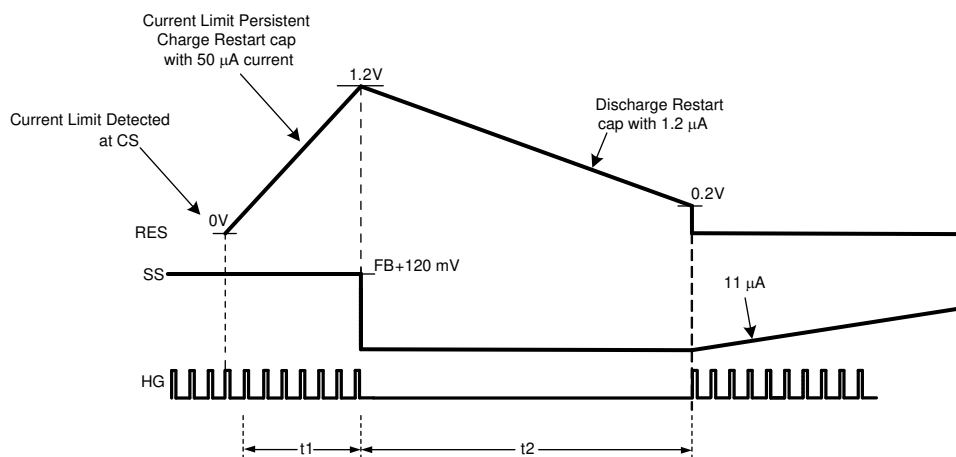 Current Limit Persistent
Charge Restart cap
with 50 μA current
1.2V
Discharge Restart
cap with 1.2 μA
Current Limit Detected
at CS
0V
0.2V
RES
SS
FB+120 mV
11 μA
HG
t1
t2